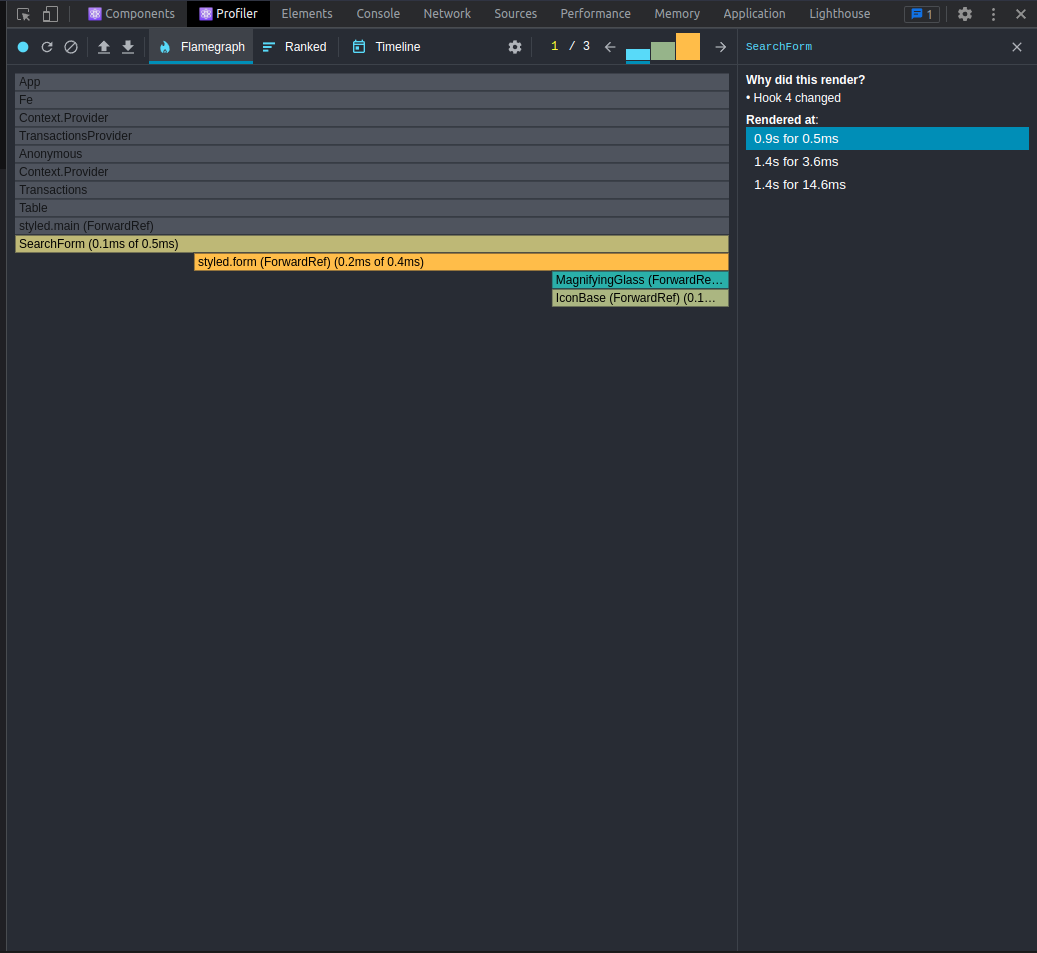 Components Profiler Elements Console Network Sources Performance Memory Application Lighthouse 1
Flamegraph Ranked Timeline 1 / 3 SearchForm
Why did this render?
• Hook 4 changed
Rendered at:
0.9s for 0.5ms
1.4s for 3.6ms
1.4s for 14.6ms
App
Fe
Context.Provider
TransactionsProvider
Anonymous
Context.Provider
Transactions
Table
styled.main (ForwardRef)
SearchForm (0.1ms of 0.5ms)
styled.form (ForwardRef) (0.2ms of 0.4ms)
MagnifyingGlass (ForwardRe…
IconBase (ForwardRef) (0.1…